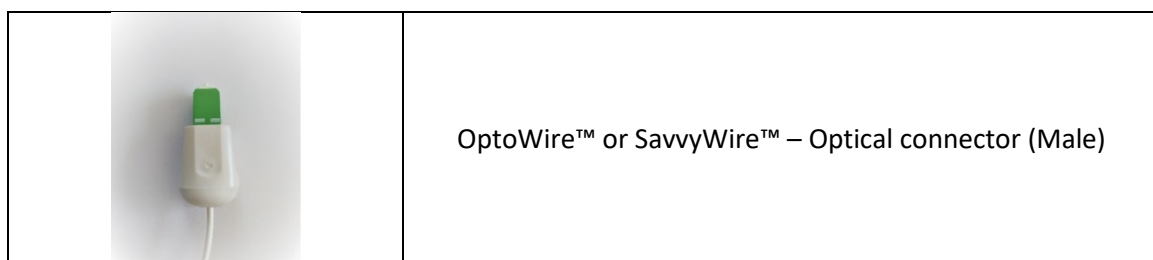 OptoWire™ or SavvyWire™ – Optical connector (Male)